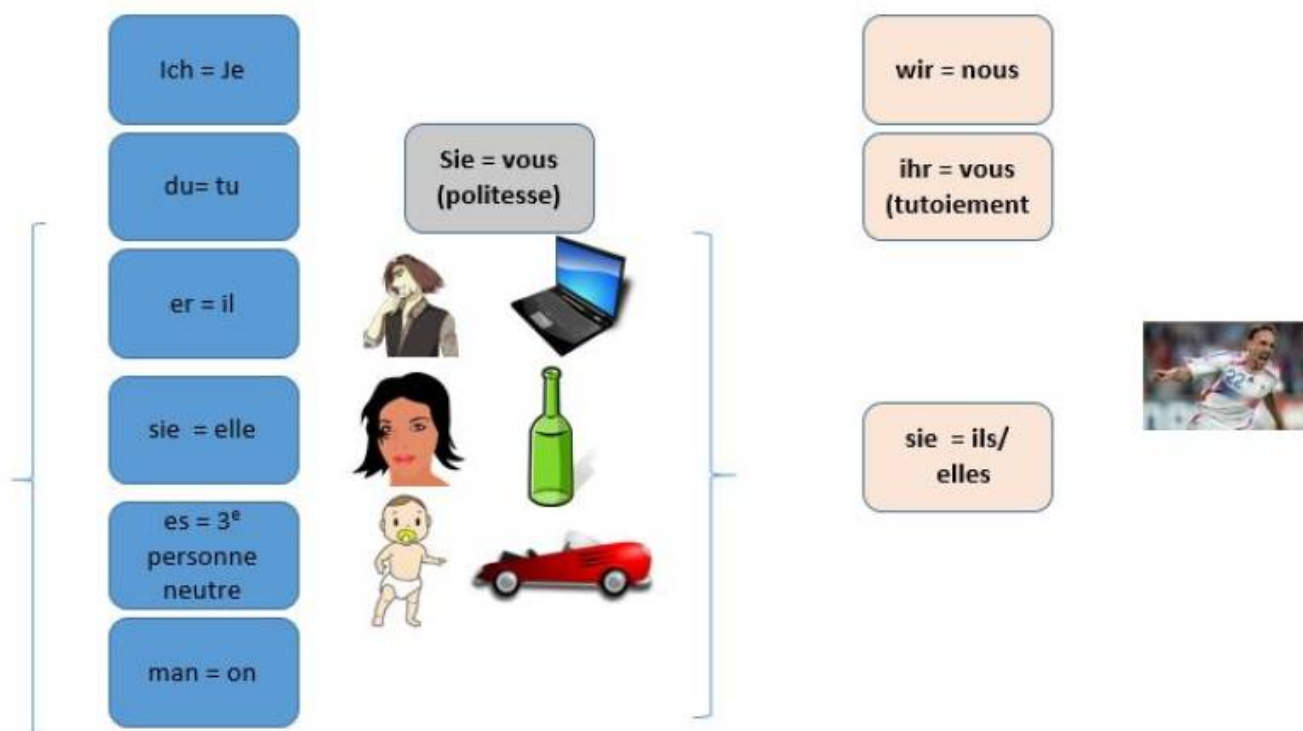 Ich = Je
du= tu
er = il
sie = elle
es = 3e
personne
neutre
man = on
Sie = vous
(politesse)
wir = nous
ihr = vous
(tutoiement
sie = ils/
elles
22